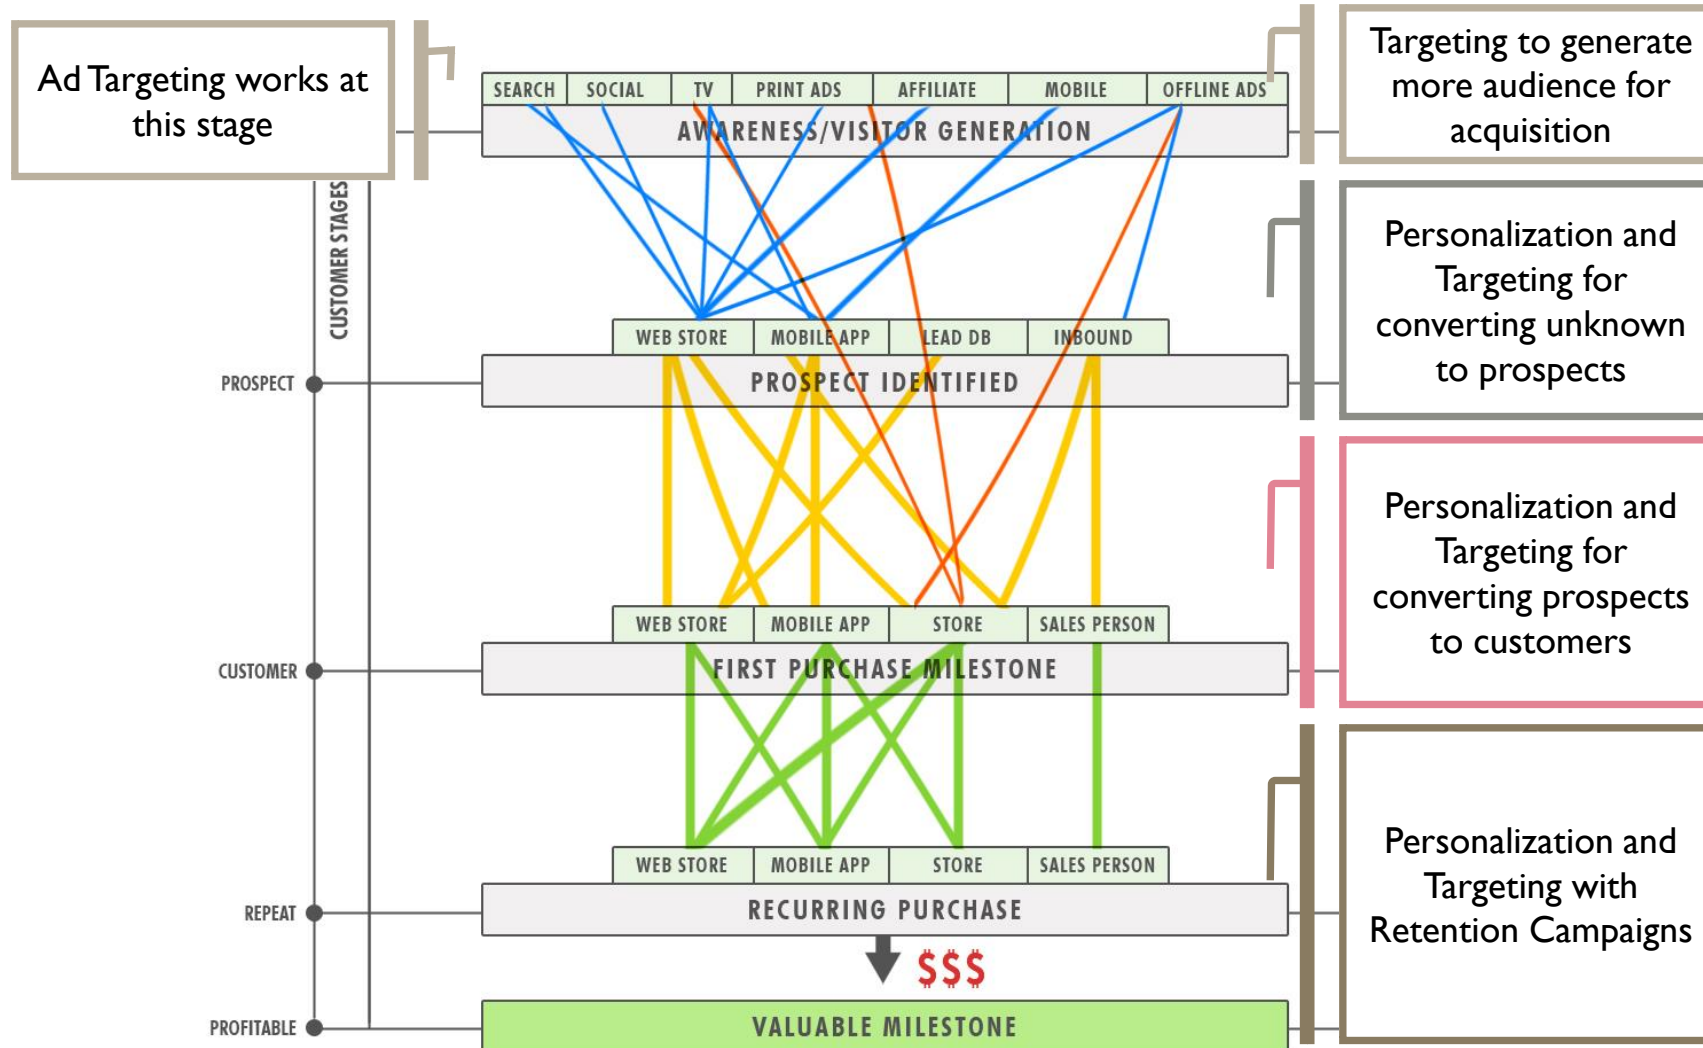 Ad Targeting works at
this stage
SEARCH SOCIAL TV PRINT ADS AFFILIATE MOBILE OFFLINE ADS
AWARENESS/VISITOR GENERATION
Targeting to generate
more audience for
acquisition
CUSTOMER STAGES
WEB STORE MOBILE APP LEAD DB INBOUND
PROSPECT
PROSPECT IDENTIFIED
Personalization and
Targeting for
converting unknown
to prospects
WEB STORE MOBILE APP STORE SALES PERSON
CUSTOMER
FIRST PURCHASE MILESTONE
Personalization and
Targeting for
converting prospects
to customers
WEB STORE MOBILE APP STORE SALES PERSON
REPEAT
RECURRING PURCHASE
$$$
Personalization and
Targeting with
Retention Campaigns
PROFITABLE
VALUABLE MILESTONE